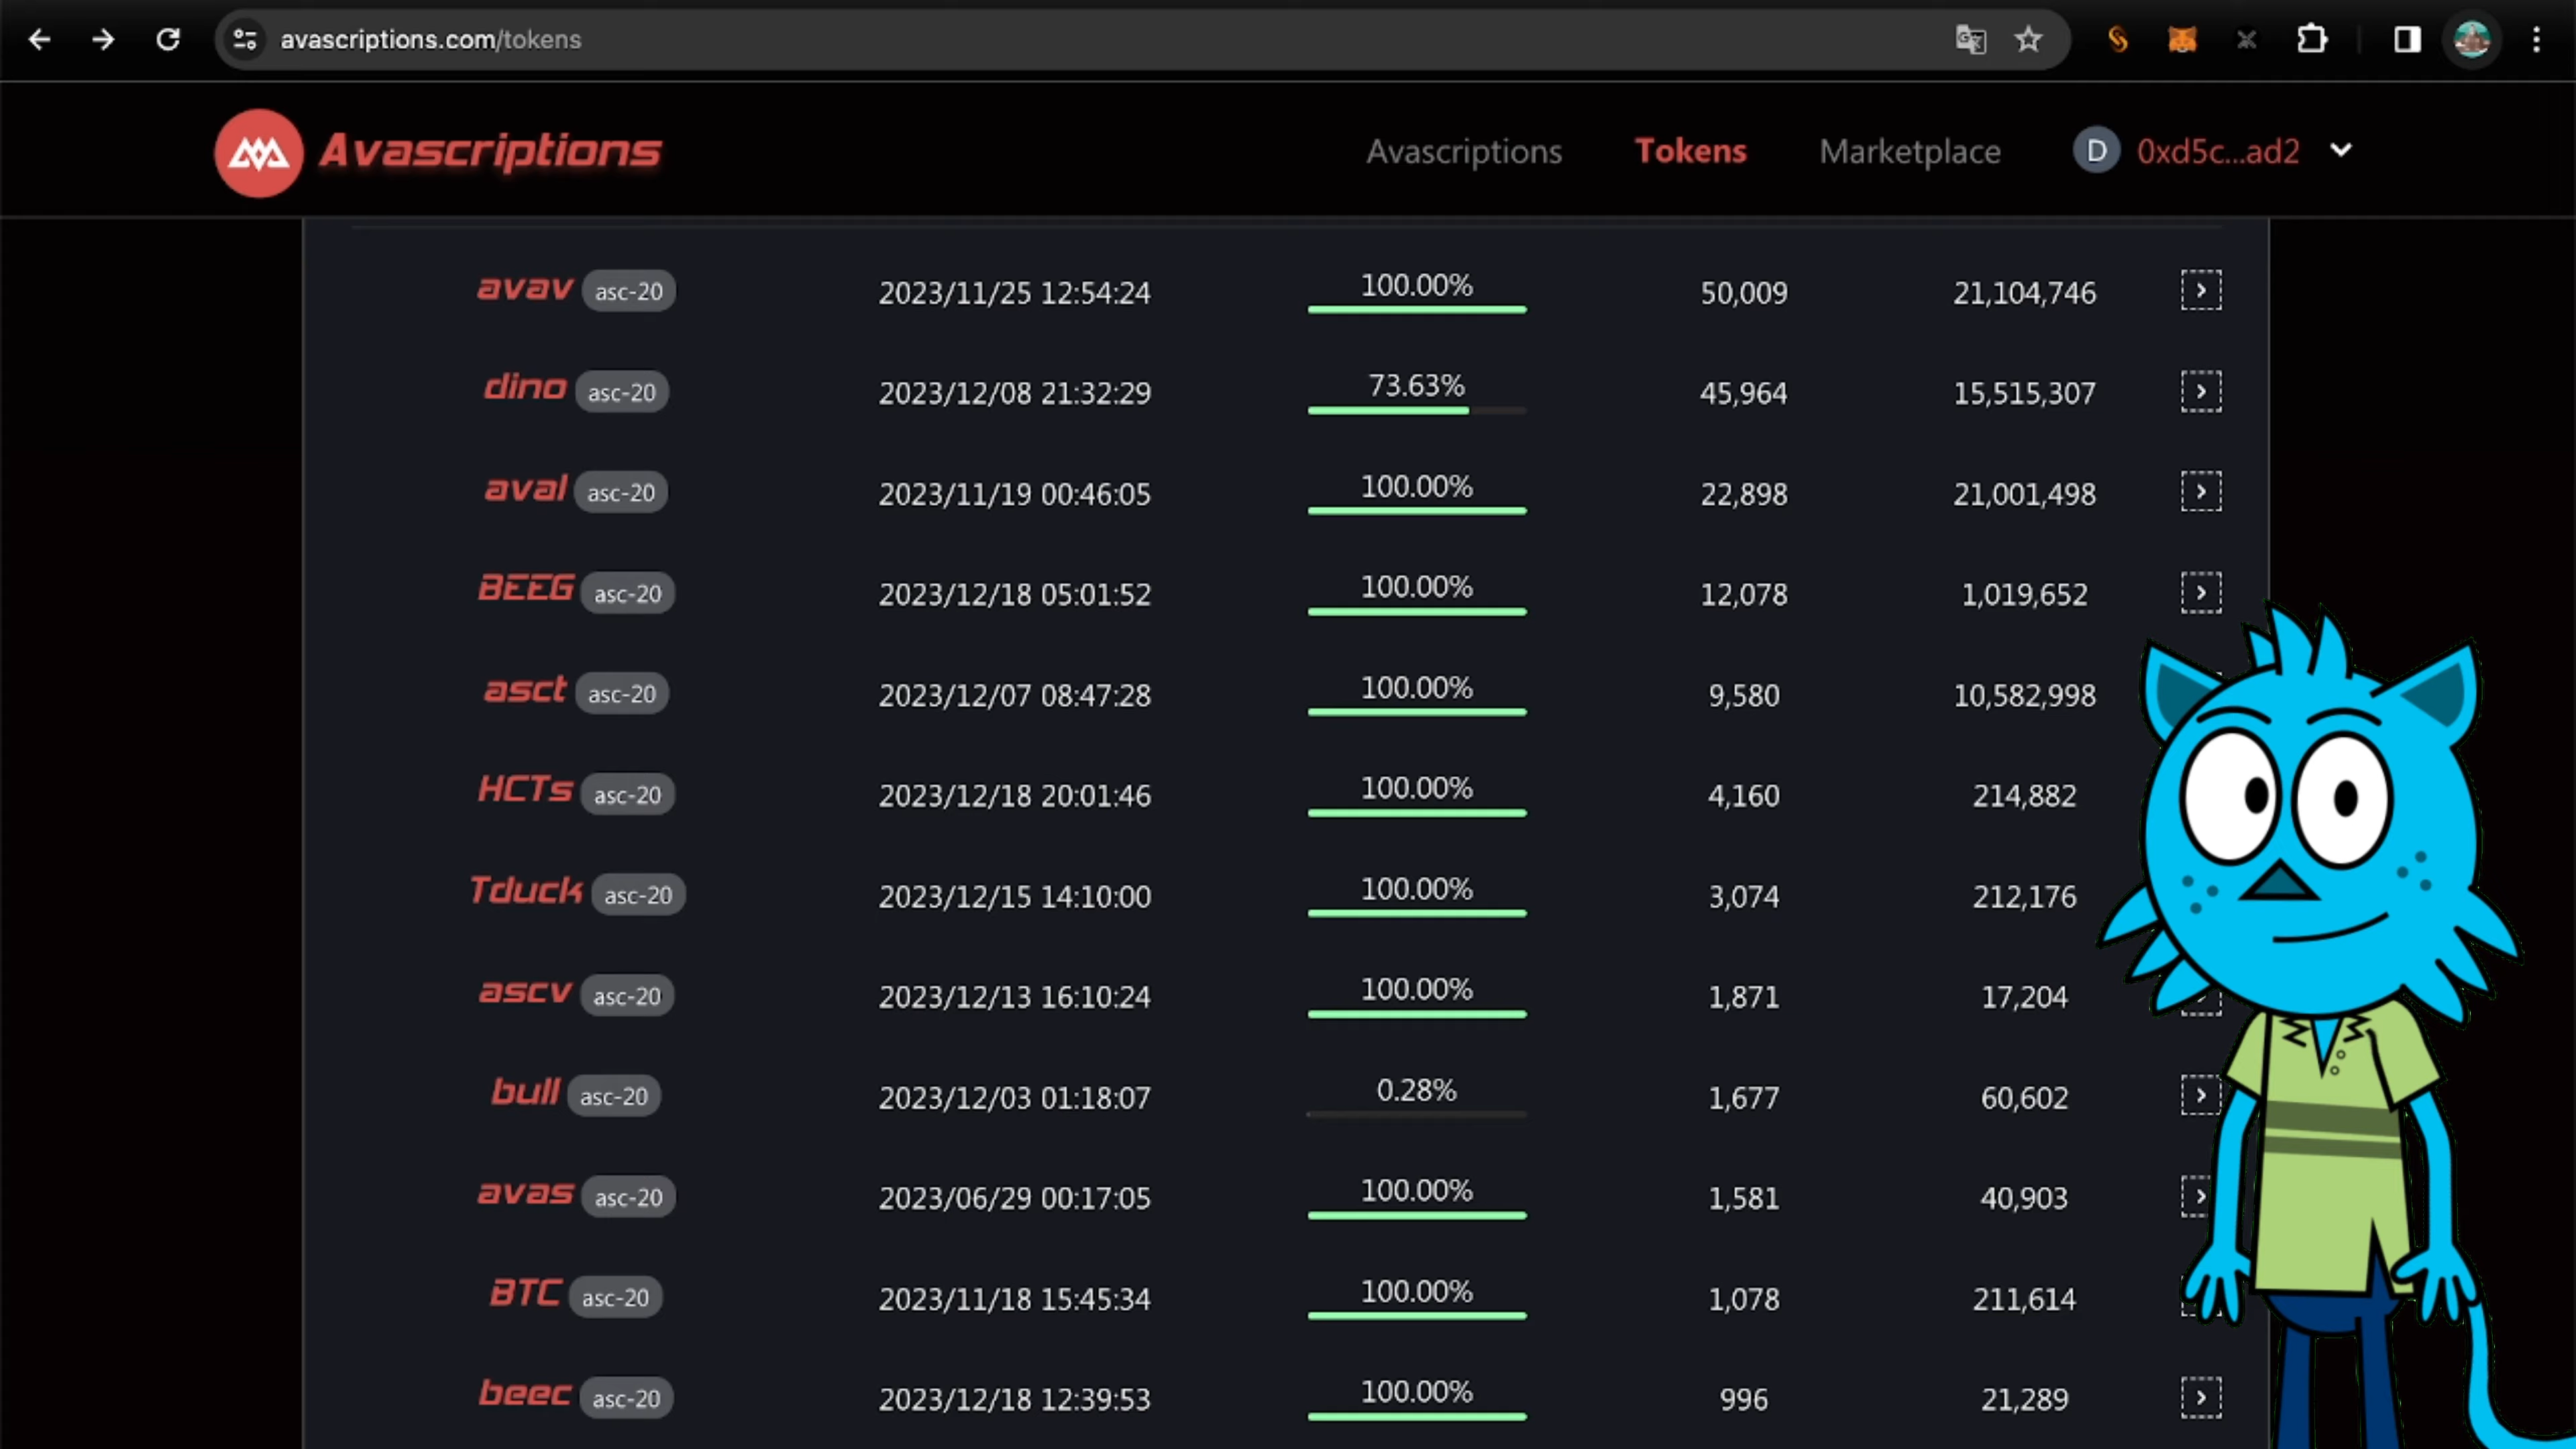 avascriptions.com/tokens
Avascriptions Avascriptions Tokens Marketplace D 0xd5c...ad2
avav asc-20 2023/11/25 12:54:24 100.00% 50,009 21,104,746
dino asc-20 2023/12/08 21:32:29 73.63% 45,964 15,515,307
aval asc-20 2023/11/19 00:46:05 100.00% 22,898 21,001,498
BEEG asc-20 2023/12/18 05:01:52 100.00% 12,078 1,019,652
asct asc-20 2023/12/07 08:47:28 100.00% 9,580 10,582,998
HCTs asc-20 2023/12/18 20:01:46 100.00% 4,160 214,882
Tduck asc-20 2023/12/15 14:10:00 100.00% 3,074 212,176
ascv asc-20 2023/12/13 16:10:24 100.00% 1,871 17,204
bull asc-20 2023/12/03 01:18:07 0.28% 1,677 60,602
avas asc-20 2023/06/29 00:17:05 100.00% 1,581 40,903
BTC asc-20 2023/11/18 15:45:34 100.00% 1,078 211,614
beec asc-20 2023/12/18 12:39:53 100.00% 996 21,289